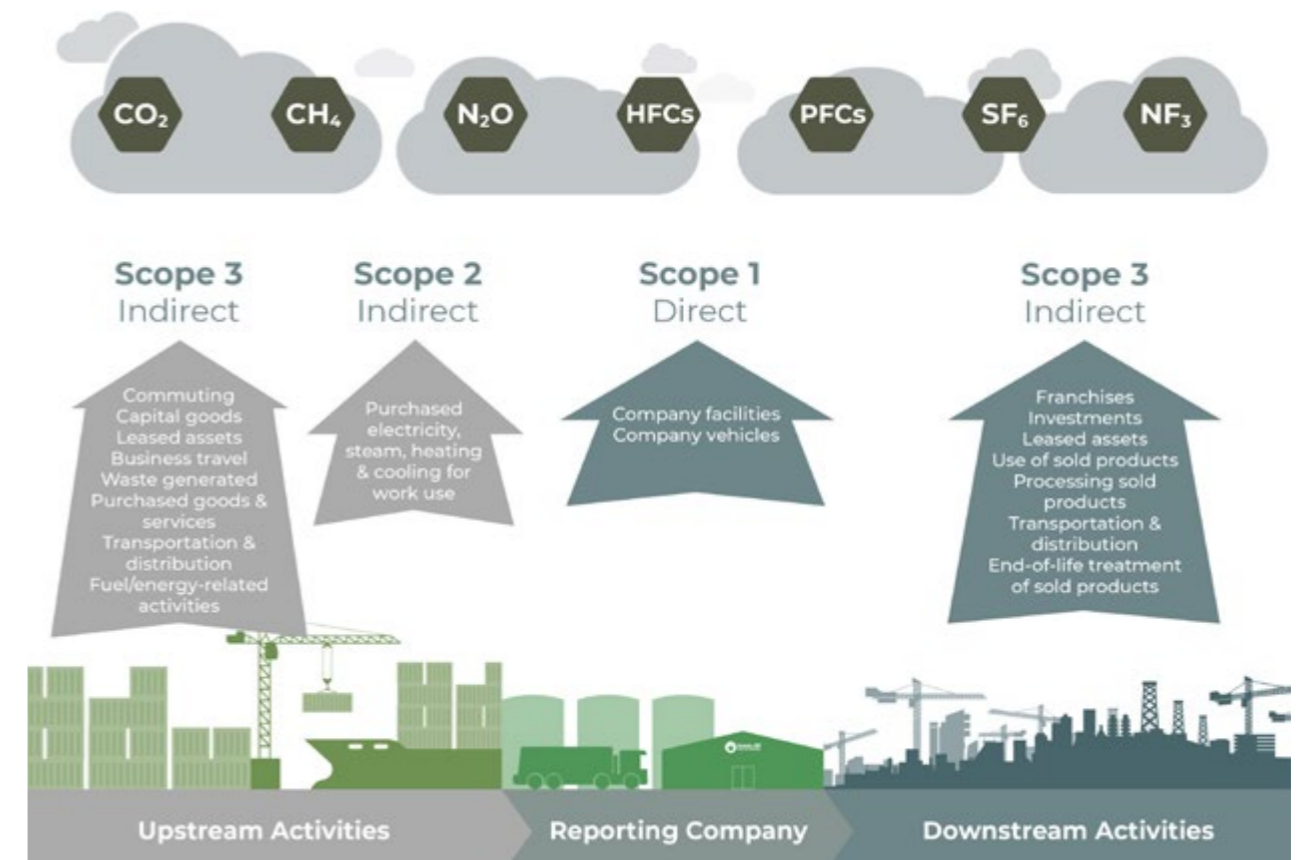 CO₂
CH₄
N₂O
HFCs
PFCs
SF₆
NF₃
Scope 3
Indirect
Scope 2
Indirect
Scope 1
Direct
Scope 3
Indirect
Commuting
Capital goods
Leased assets
Business travel
Waste generated
Purchased goods &
services
Transportation &
distribution
Fuel/energy-related
activities
Purchased
electricity,
steam, heating
& cooling for
work use
Company facilities
Company vehicles
Franchises
Investments
Leased assets
Use of sold products
Processing sold
products
Transportation &
distribution
End-of-life treatment
of sold products
Upstream Activities
Reporting Company
Downstream Activities